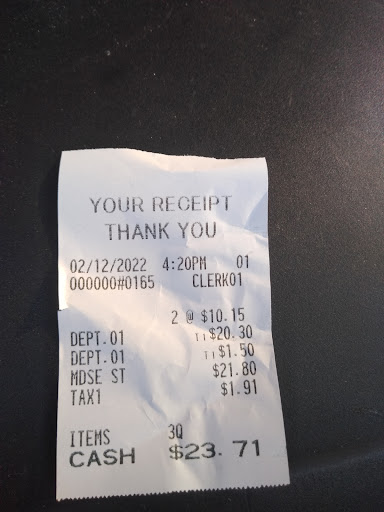 YOUR RECEIPT
THANK YOU
02/12/2022 4:20PM 01
000000#0165 CLERK01
2 @ $10.15
DEPT.01 T1$20.30
DEPT.01 T1$1.50
MDSE ST $21.80
TAX1 $1.91
ITEMS 3Q
CASH $23.71